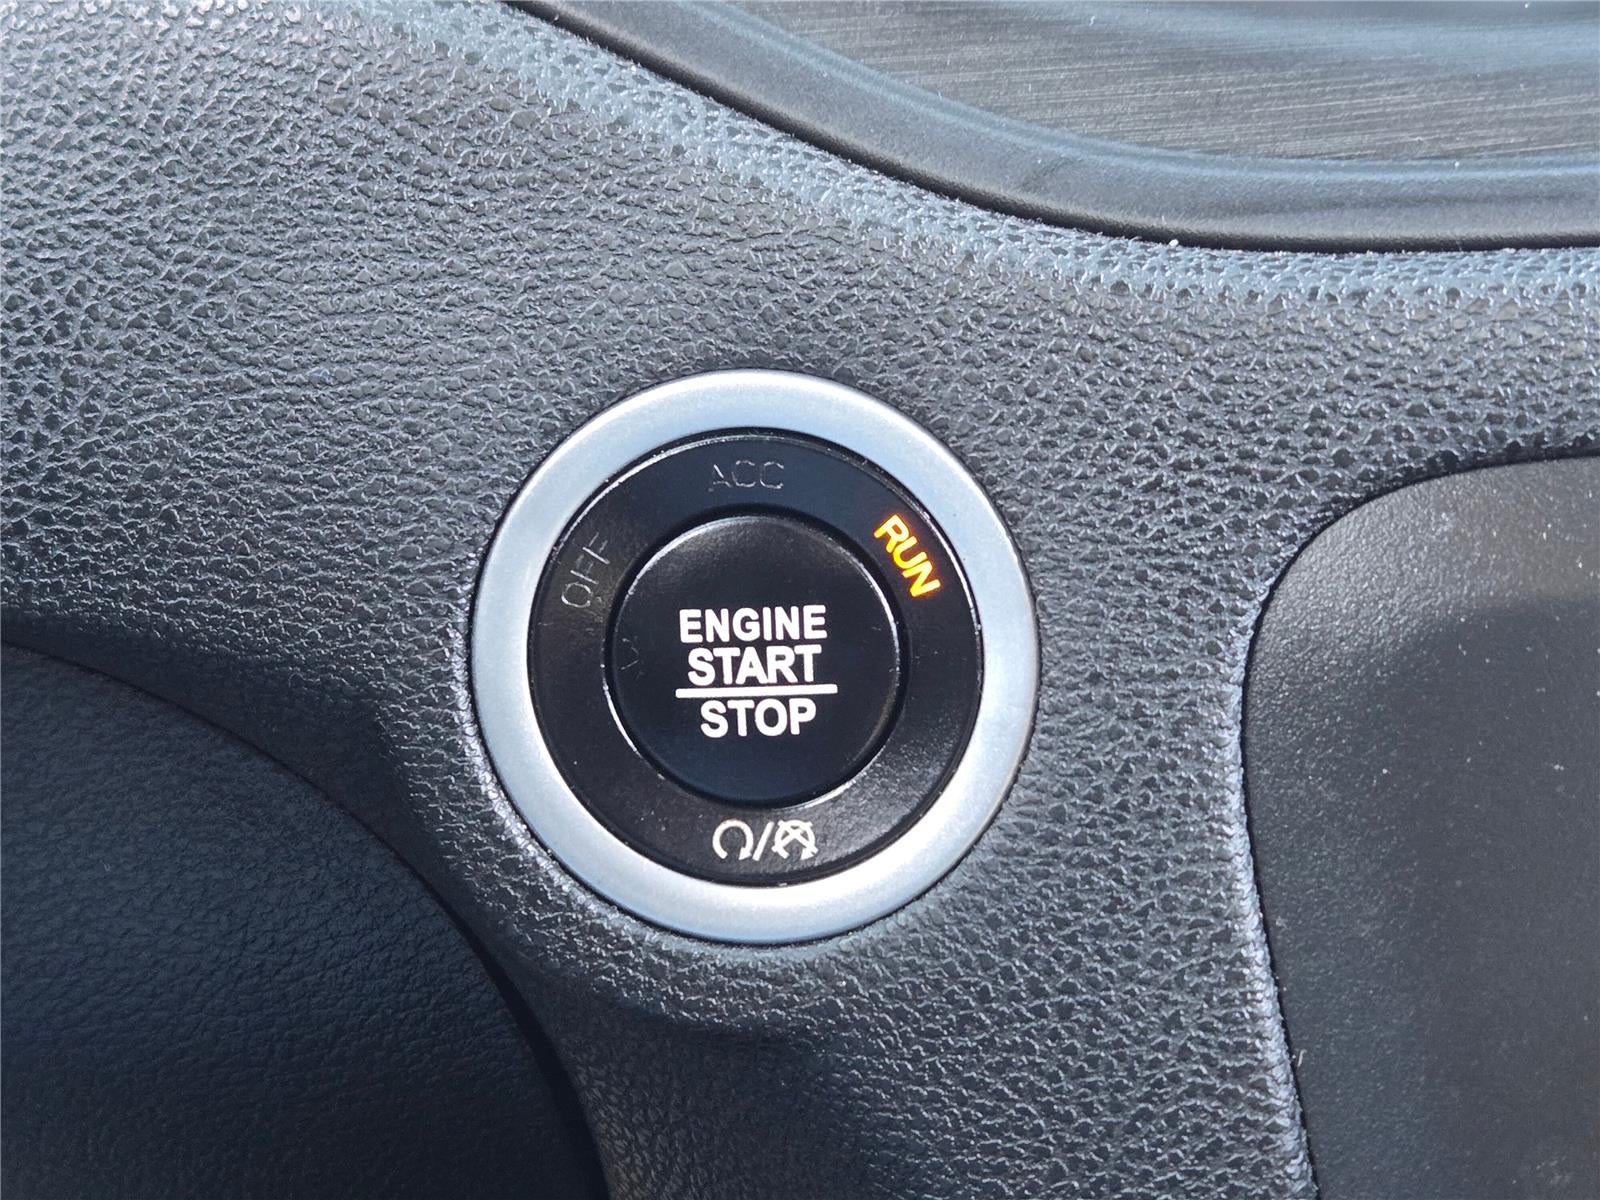 ACC
OFF
RUN
ENGINE
START
STOP